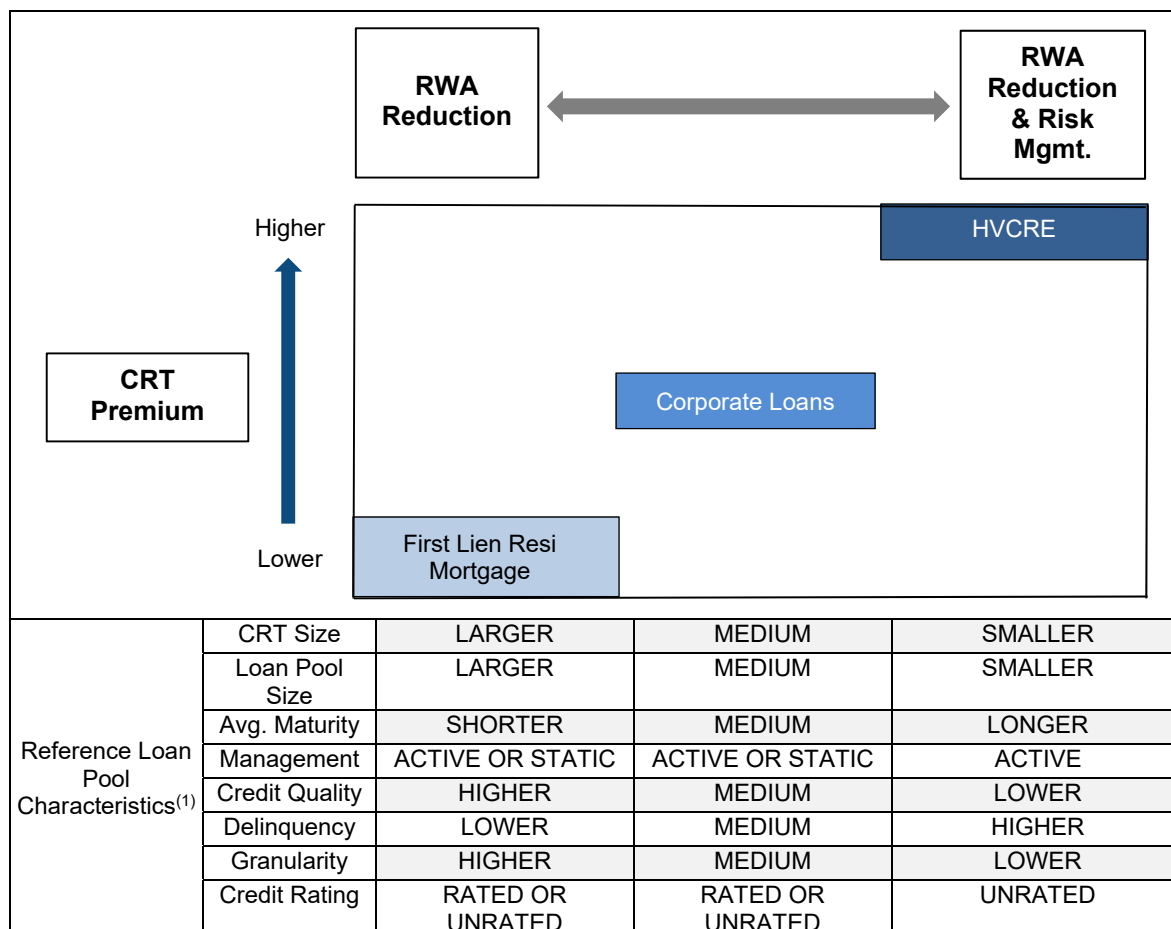 RWA
Reduction
RWA
Reduction
& Risk
Mgmt.
Higher
HVCRE
CRT
Premium
Corporate Loans
Lower
First Lien Resi
Mortgage
Reference Loan
Pool
Characteristics(1)
CRT Size LARGER MEDIUM SMALLER
Loan Pool
Size
LARGER MEDIUM SMALLER
Avg. Maturity SHORTER MEDIUM LONGER
Management ACTIVE OR STATIC ACTIVE OR STATIC ACTIVE
Credit Quality HIGHER MEDIUM LOWER
Delinquency LOWER MEDIUM HIGHER
Granularity HIGHER MEDIUM LOWER
Credit Rating RATED OR RATED OR UNRATED
UNRATED UNRATED